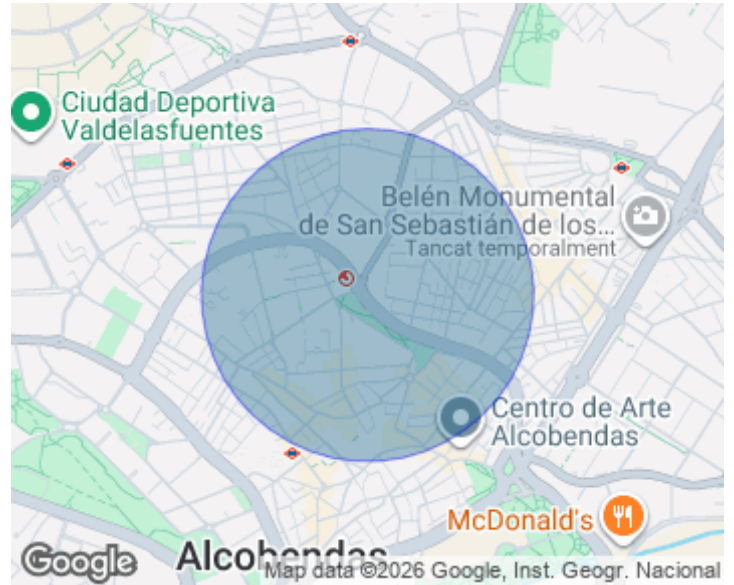 Ciudad Deportiva
Valdelasfuentes
Belén Monumental
de San Sebastián de los...
Tancat temporalment
Centro de Arte
Alcobendas
McDonald's
Google
Alcobendas
Map data ©2026 Google, Inst. Geogr. Nacional